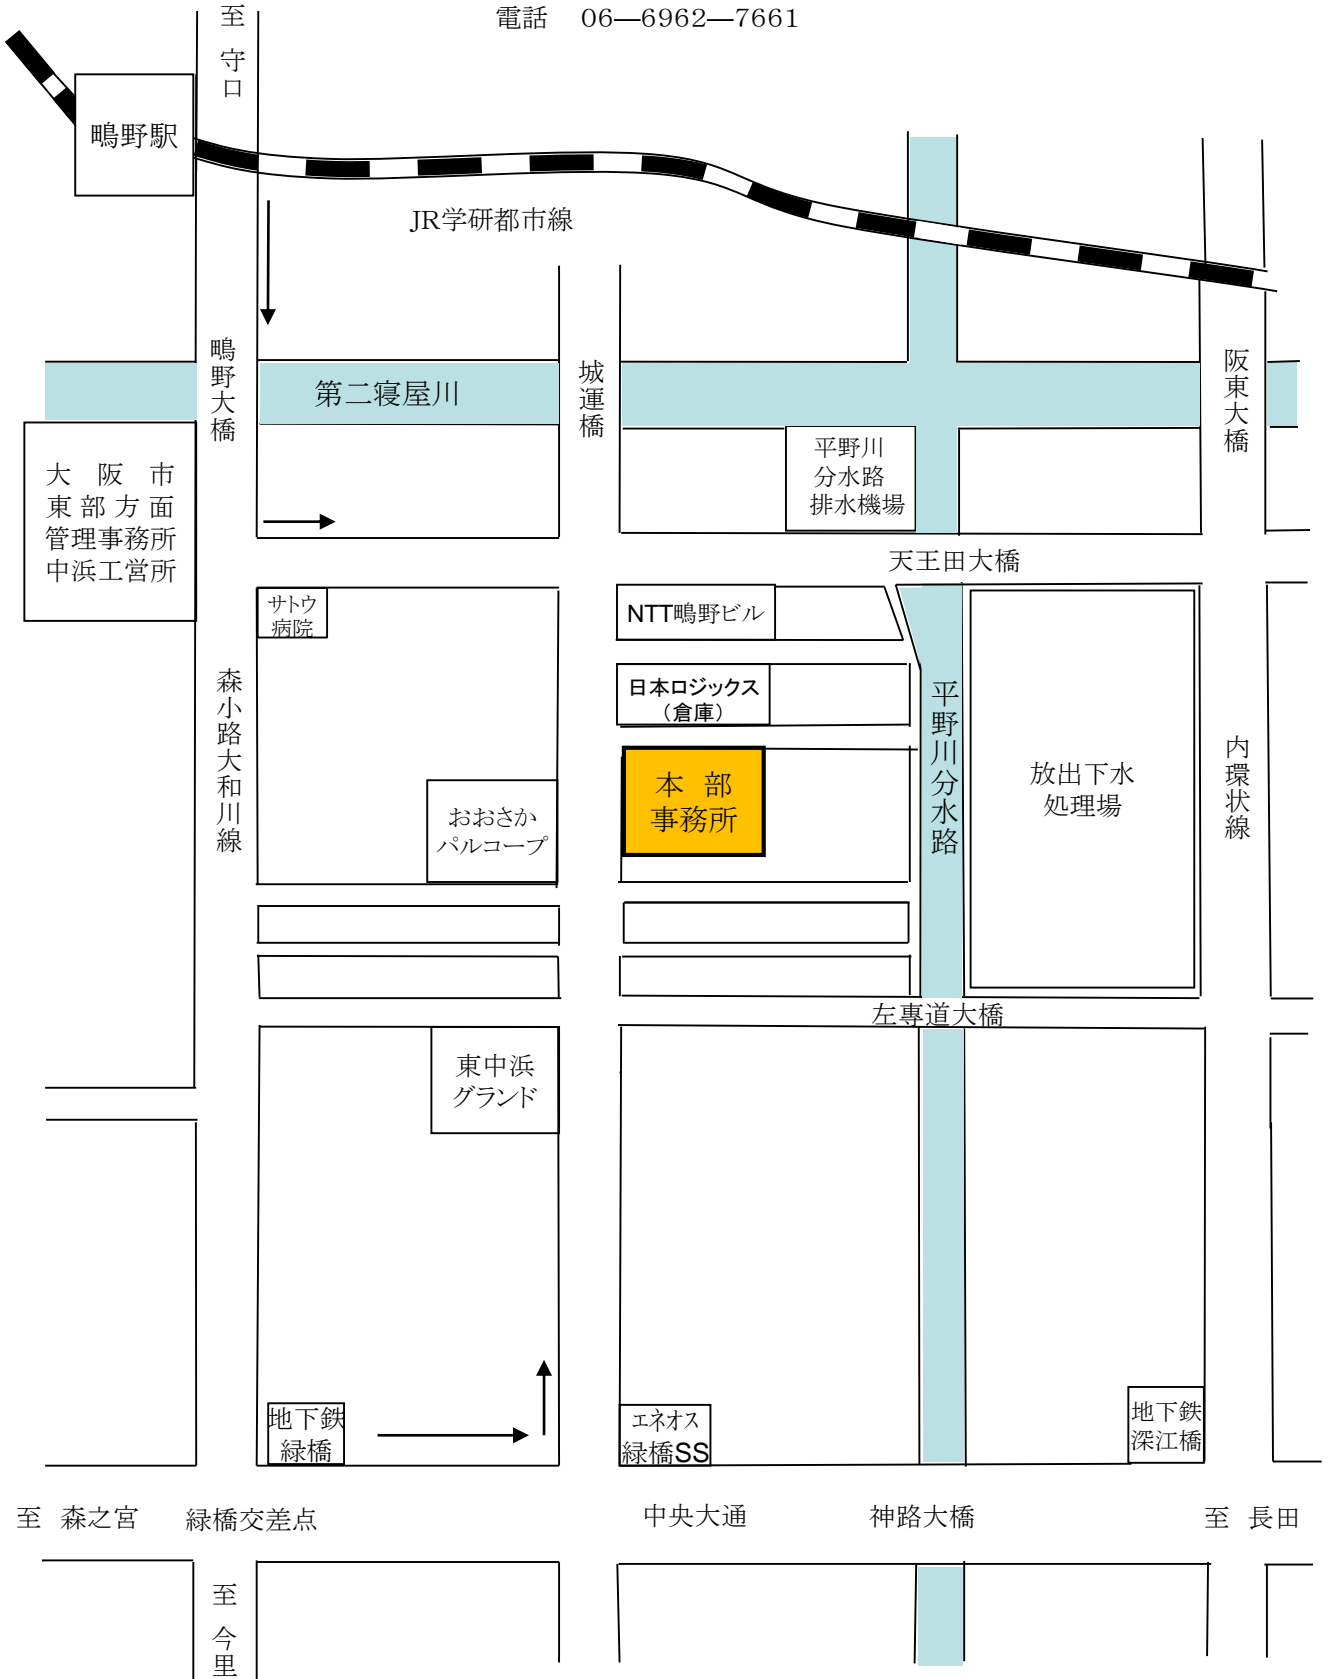 電話　06―6962―7661
至 守口
鴫野駅
JR学研都市線
鴫野大橋
第二寝屋川
城運橋
阪東大橋
大　阪　市
東 部 方 面
管理事務所
中浜工営所
平野川
分水路
排水機場
天王田大橋
サトウ
病院
NTT鴫野ビル
日本ロジックス
（倉庫）
森小路大和川線
平野川分水路
内環状線
放出下水
処理場
本　部
事務所
おおさか
パルコープ
左専道大橋
東中浜
グランド
地下鉄
緑橋
エネオス
緑橋SS
地下鉄
深江橋
至 森之宮
緑橋交差点
中央大通
神路大橋
至 長田
至 今里